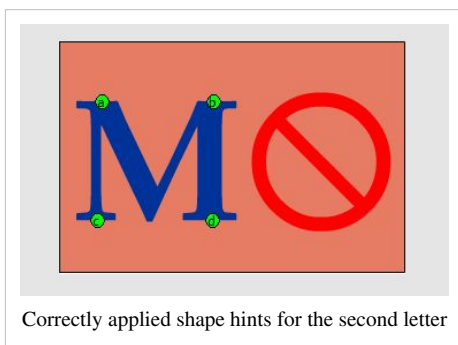 a b
M
c d
Correctly applied shape hints for the second letter